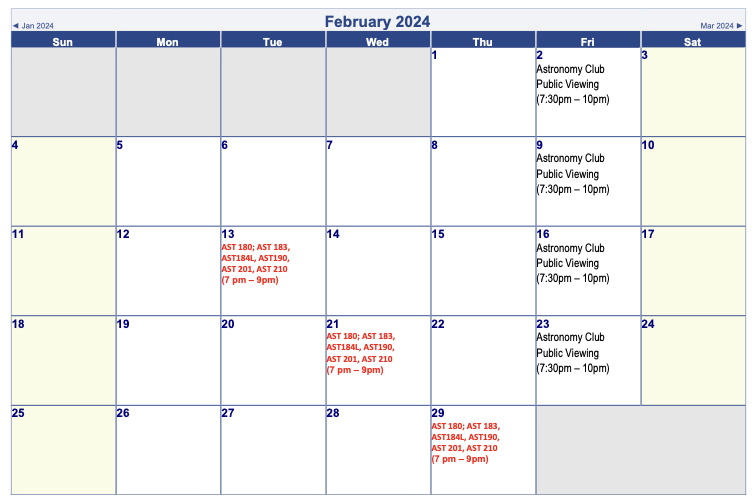 ◄ Jan 2024
February 2024
Mar 2024 ►
Sun Mon Tue Wed Thu Fri Sat
1
2
Astronomy Club
Public Viewing
(7:30pm – 10pm)
3
4
5
6
7
8
9
Astronomy Club
Public Viewing
(7:30pm – 10pm)
10
11
12
13
AST 180; AST 183,
AST184L, AST190,
AST 201, AST 210
(7 pm – 9pm)
14
15
16
Astronomy Club
Public Viewing
(7:30pm – 10pm)
17
18
19
20
21
AST 180; AST 183,
AST184L, AST190,
AST 201, AST 210
(7 pm – 9pm)
22
23
Astronomy Club
Public Viewing
(7:30pm – 10pm)
24
25
26
27
28
29
AST 180; AST 183,
AST184L, AST190,
AST 201, AST 210
(7 pm – 9pm)